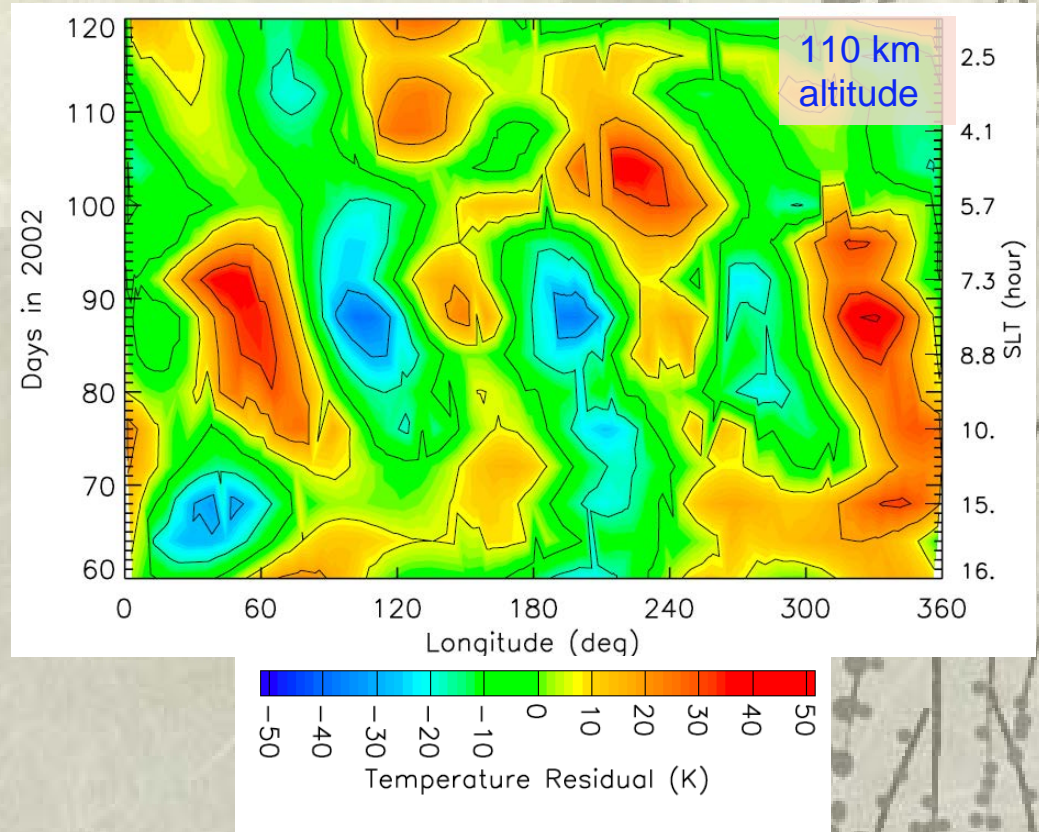 110 km
altitude
120
110
100
90
80
70
60
Days in 2002
2.5
4.1
5.7
7.3
8.8
10.
15.
16.
SLT (hour)
0 60 120 180 240 300 360
Longitude (deg)
-50 -40 -30 -20 -10 0 10 20 30 40 50
Temperature Residual (K)